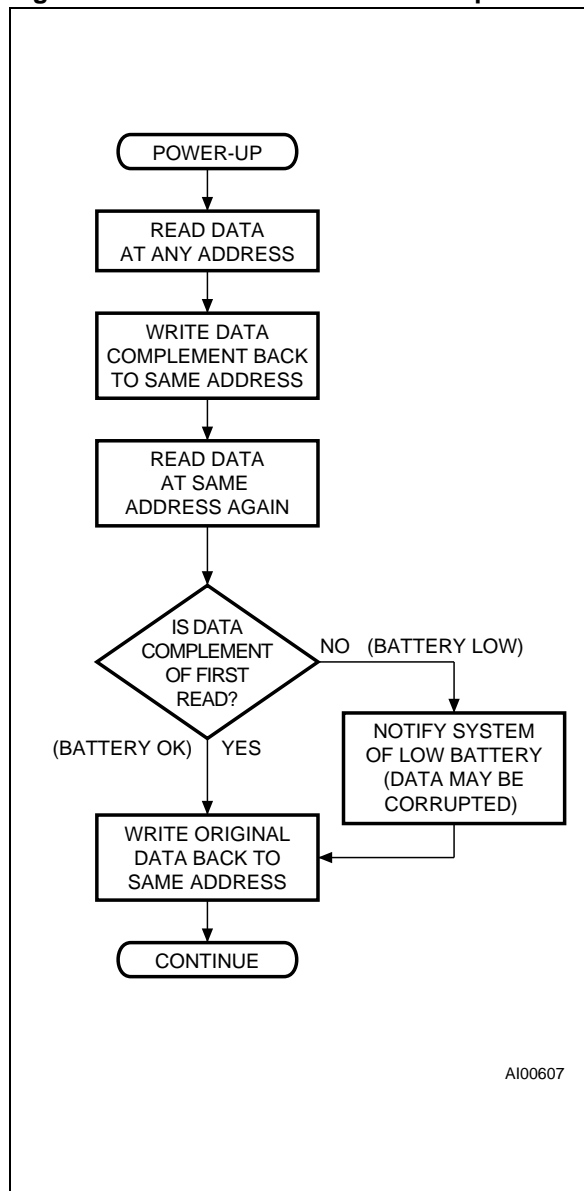 POWER-UP
READ DATA
AT ANY ADDRESS
WRITE DATA
COMPLEMENT BACK
TO SAME ADDRESS
READ DATA
AT SAME
ADDRESS AGAIN
IS DATA
COMPLEMENT
OF FIRST
READ?
NO (BATTERY LOW)
(BATTERY OK) YES
NOTIFY SYSTEM
OF LOW BATTERY
(DATA MAY BE
CORRUPTED)
WRITE ORIGINAL
DATA BACK TO
SAME ADDRESS
CONTINUE
AI00607